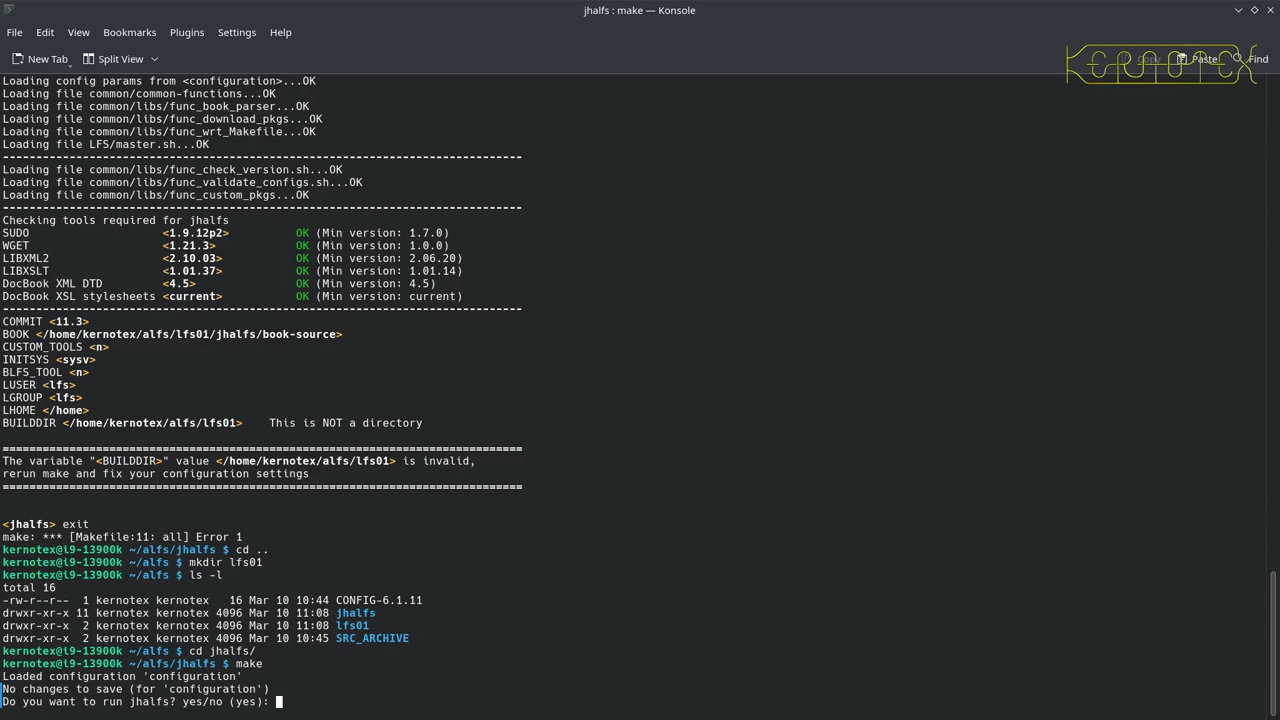 jhalfs : make — Konsole
File Edit View Bookmarks Plugins Settings Help
New Tab Split View Copy Paste Find
KERNOTEX
Loading config params from <configuration>...OK
Loading file common/common-functions...OK
Loading file common/libs/func_book_parser...OK
Loading file common/libs/func_download_pkgs...OK
Loading file common/libs/func_wrt_Makefile...OK
Loading file LFS/master.sh...OK
--------------------------------------------------------------------------------
Loading file common/libs/func_check_version.sh...OK
Loading file common/libs/func_validate_configs.sh...OK
Loading file common/libs/func_custom_pkgs...OK
--------------------------------------------------------------------------------
Checking tools required for jhalfs
SUDO <1.9.12p2> OK (Min version: 1.7.0)
WGET <1.21.3> OK (Min version: 1.0.0)
LIBXML2 <2.10.03> OK (Min version: 2.06.20)
LIBXSLT <1.01.37> OK (Min version: 1.01.14)
DocBook XML DTD <4.5> OK (Min version: 4.5)
DocBook XSL stylesheets <current> OK (Min version: current)
--------------------------------------------------------------------------------
COMMIT <11.3>
BOOK </home/kernotex/alfs/lfs01/jhalfs/book-source>
CUSTOM_TOOLS <n>
INITSYS <sysv>
BLFS_TOOL <n>
LUSER <lfs>
LGROUP <lfs>
LHOME </home>
BUILDDIR </home/kernotex/alfs/lfs01> This is NOT a directory
================================================================================
The variable "<BUILDDIR>" value </home/kernotex/alfs/lfs01> is invalid,
rerun make and fix your configuration settings
================================================================================
<jhalfs> exit
make: *** [Makefile:11: all] Error 1
kernotex@i9-13900k ~/alfs/jhalfs $ cd ..
kernotex@i9-13900k ~/alfs $ mkdir lfs01
kernotex@i9-13900k ~/alfs $ ls -l
total 16
-rw-r--r-- 1 kernotex kernotex 16 Mar 10 10:44 CONFIG-6.1.11
drwxr-xr-x 11 kernotex kernotex 4096 Mar 10 11:08 jhalfs
drwxr-xr-x 2 kernotex kernotex 4096 Mar 10 11:08 lfs01
drwxr-xr-x 2 kernotex kernotex 4096 Mar 10 10:45 SRC_ARCHIVE
kernotex@i9-13900k ~/alfs $ cd jhalfs/
kernotex@i9-13900k ~/alfs/jhalfs $ make
Loaded configuration 'configuration'
No changes to save (for 'configuration')
Do you want to run jhalfs? yes/no (yes):